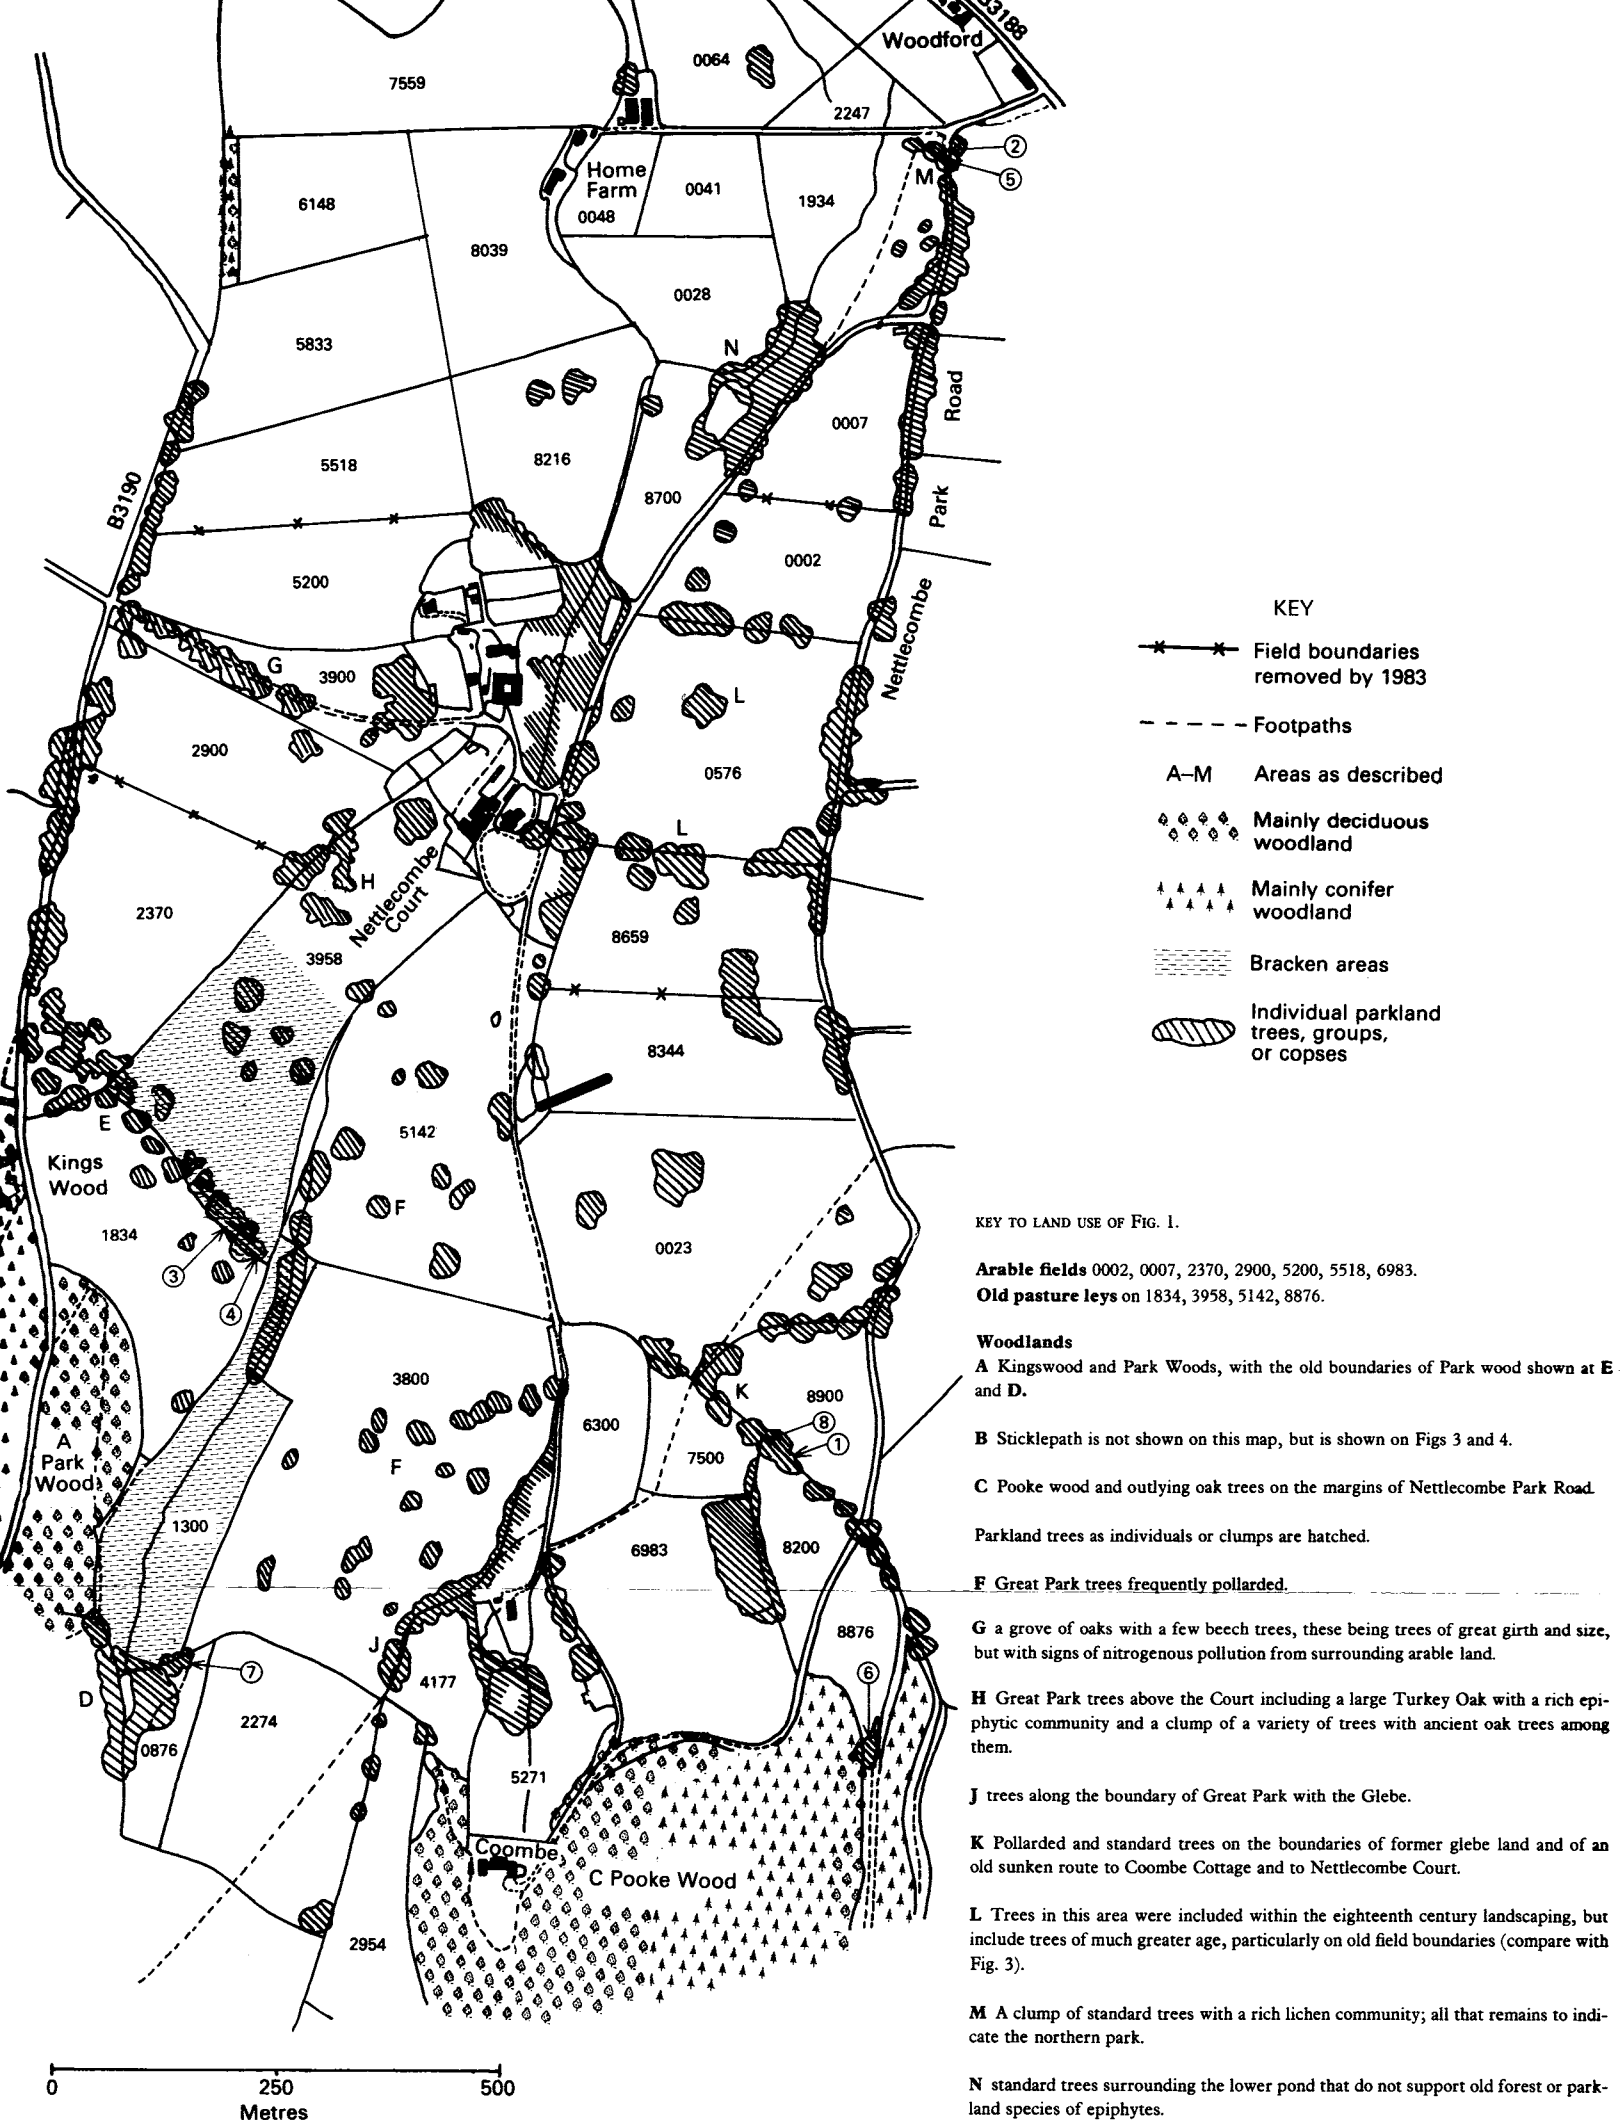 B3188
Woodford
0064
7559
2247
2
5
M
Home
Farm
0048
0041
1934
6148
8039
0028
5833
N
Road
0007
5518
8216
8700
Park
B3190
0002
5200
Nettlecombe
G
3900
L
2900
0576
L
H
Nettlecombe
Court
2370
3958
8659
8344
E
5142
Kings
Wood
F
1834
0023
3
4
3800
K
8900
6300
8
1
A
Park
Wood
F
7500
1300
6983
8200
8876
J
7
4177
6
D
2274
0876
5271
Coombe
C Pooke Wood
2954
0
250
500
Metres
KEY
Field boundaries
removed by 1983
Footpaths
A–M Areas as described
Mainly deciduous
woodland
Mainly conifer
woodland
Bracken areas
Individual parkland
trees, groups,
or copses
KEY TO LAND USE OF FIG. 1.
Arable fields 0002, 0007, 2370, 2900, 5200, 5518, 6983.
Old pasture leys on 1834, 3958, 5142, 8876.
Woodlands
A Kingswood and Park Woods, with the old boundaries of Park wood shown at E
and D.
B Sticklepath is not shown on this map, but is shown on Figs 3 and 4.
C Pooke wood and outlying oak trees on the margins of Nettlecombe Park Road.
Parkland trees as individuals or clumps are hatched.
F Great Park trees frequently pollarded.
G a grove of oaks with a few beech trees, these being trees of great girth and size,
but with signs of nitrogenous pollution from surrounding arable land.
H Great Park trees above the Court including a large Turkey Oak with a rich epi-
phytic community and a clump of a variety of trees with ancient oak trees among
them.
J trees along the boundary of Great Park with the Glebe.
K Pollarded and standard trees on the boundaries of former glebe land and of an
old sunken route to Coombe Cottage and to Nettlecombe Court.
L Trees in this area were included within the eighteenth century landscaping, but
include trees of much greater age, particularly on old field boundaries (compare with
Fig. 3).
M A clump of standard trees with a rich lichen community; all that remains to indi-
cate the northern park.
N standard trees surrounding the lower pond that do not support old forest or park-
land species of epiphytes.